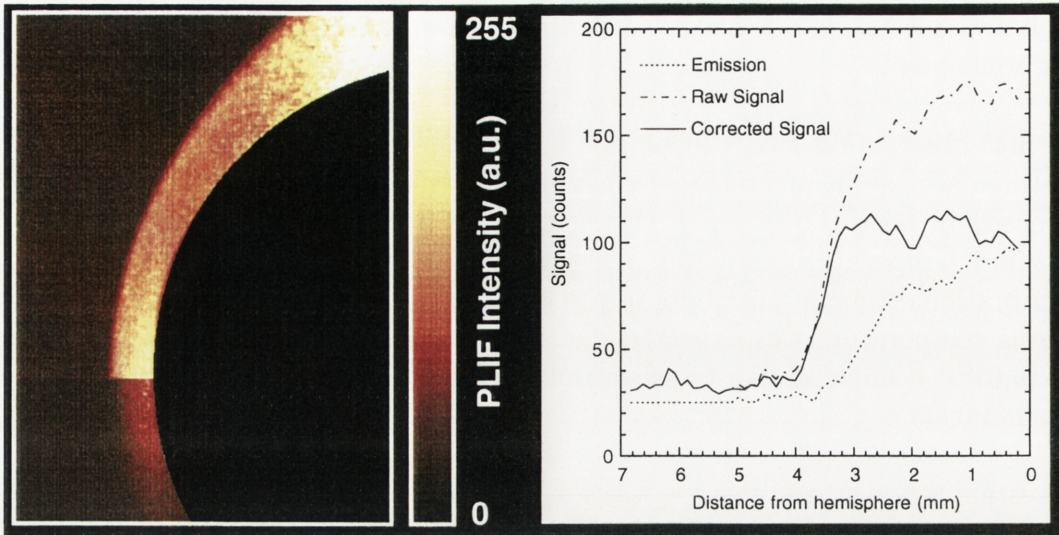 255
PLIF Intensity (a.u.)
0
200
150
100
50
0
Signal (counts)
Emission
Raw Signal
Corrected Signal
7 6 5 4 3 2 1 0
Distance from hemisphere (mm)